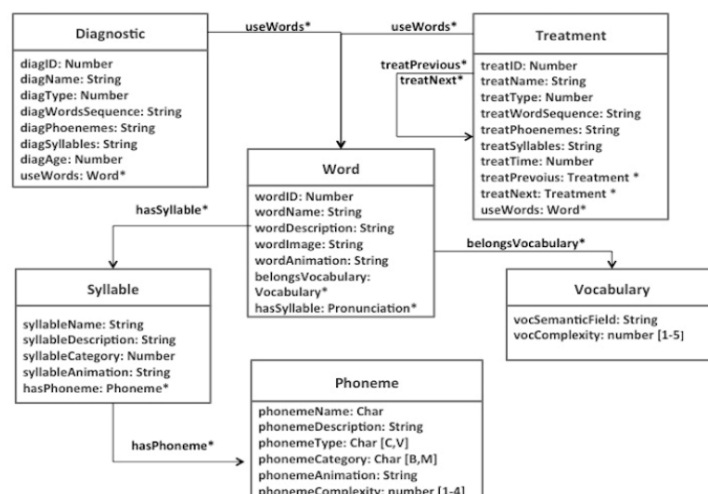 Diagnostic
diagID: Number
diagName: String
diagType: Number
diagWordsSequence: String
diagPhoenemes: String
diagSyllables: String
diagAge: Number
useWords: Word*
useWords*
useWords*
Treatment
treatID: Number
treatName: String
treatType: Number
treatWordSequence: String
treatPhoenemes: String
treatSyllables: String
treatTime: Number
treatPrevoius: Treatment *
treatNext: Treatment *
useWords: Word*
treatPrevious*
treatNext*
Word
wordID: Number
wordName: String
wordDescription: String
wordImage: String
wordAnimation: String
belongsVocabulary:
Vocabulary*
hasSyllable: Pronunciation*
hasSyllable*
belongsVocabulary*
Syllable
syllableName: String
syllableDescription: String
syllableCategory: Number
syllableAnimation: String
hasPhoneme: Phoneme*
Vocabulary
vocSemanticField: String
vocComplexity: number [1-5]
hasPhoneme*
Phoneme
phonemeName: Char
phonemeDescription: String
phonemeType: Char [C,V]
phonemeCategory: Char [B,M]
phonemeAnimation: String
phonemeComplexity: number [1-4]